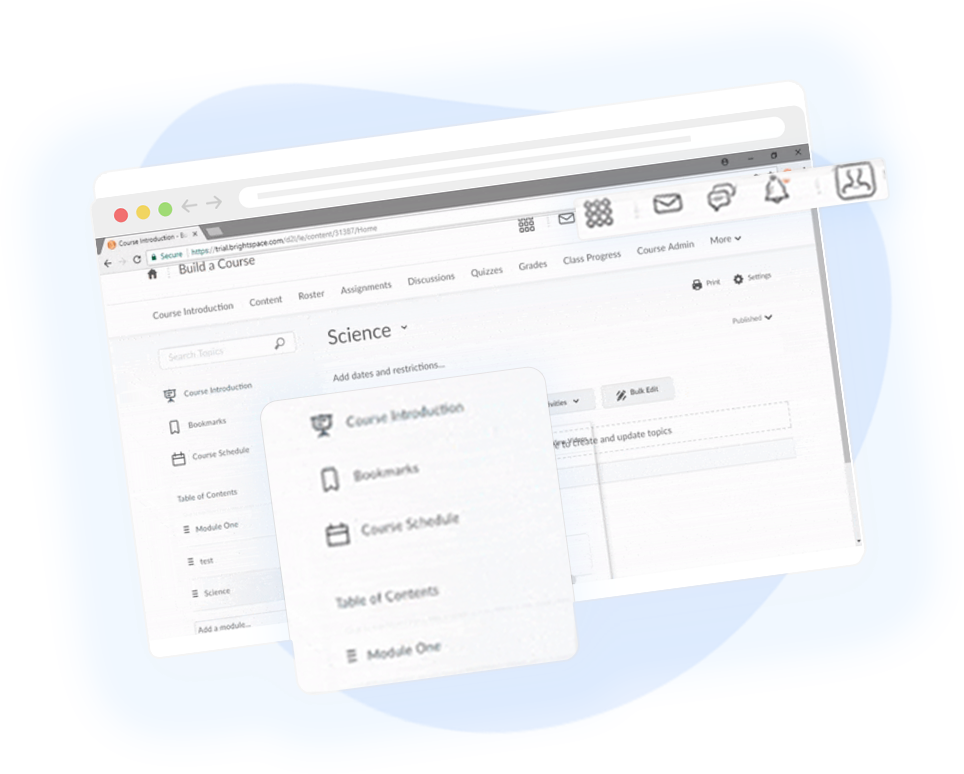 Course Introduction - B
Secure
https://trial.brightspace.com/d2l/le/content/31387/Home
Build a Course
Course Introduction
Content
Roster
Assignments
Discussions
Quizzes
Grades
Class Progress
Course Admin
More
Print
Settings
Search Topics
Science
Published
Add dates and restrictions...
Course Introduction
Bookmarks
Course Schedule
Table of Contents
Module One
test
Science
Add a module...
Bulk Edit
to create and update topics
Course Introduction
Bookmarks
Course Schedule
Table of Contents
Module One